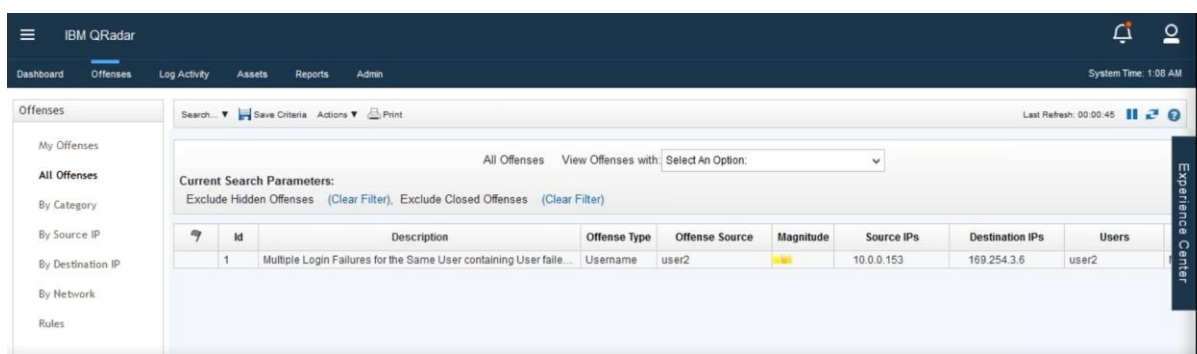 IBM QRadar
Dashboard Offenses Log Activity Assets Reports Admin System Time: 1:08 AM
Offenses
Search... ▼ Save Criteria Actions ▼ Print Last Refresh: 00:00:45
My Offenses
All Offenses
By Category
By Source IP
By Destination IP
By Network
Rules
All Offenses View Offenses with: Select An Option:
Current Search Parameters:
Exclude Hidden Offenses (Clear Filter), Exclude Closed Offenses (Clear Filter)
Id Description Offense Type Offense Source Magnitude Source IPs Destination IPs Users
1 Multiple Login Failures for the Same User containing User faile... Username user2 10.0.0.153 169.254.3.6 user2
Experience Center